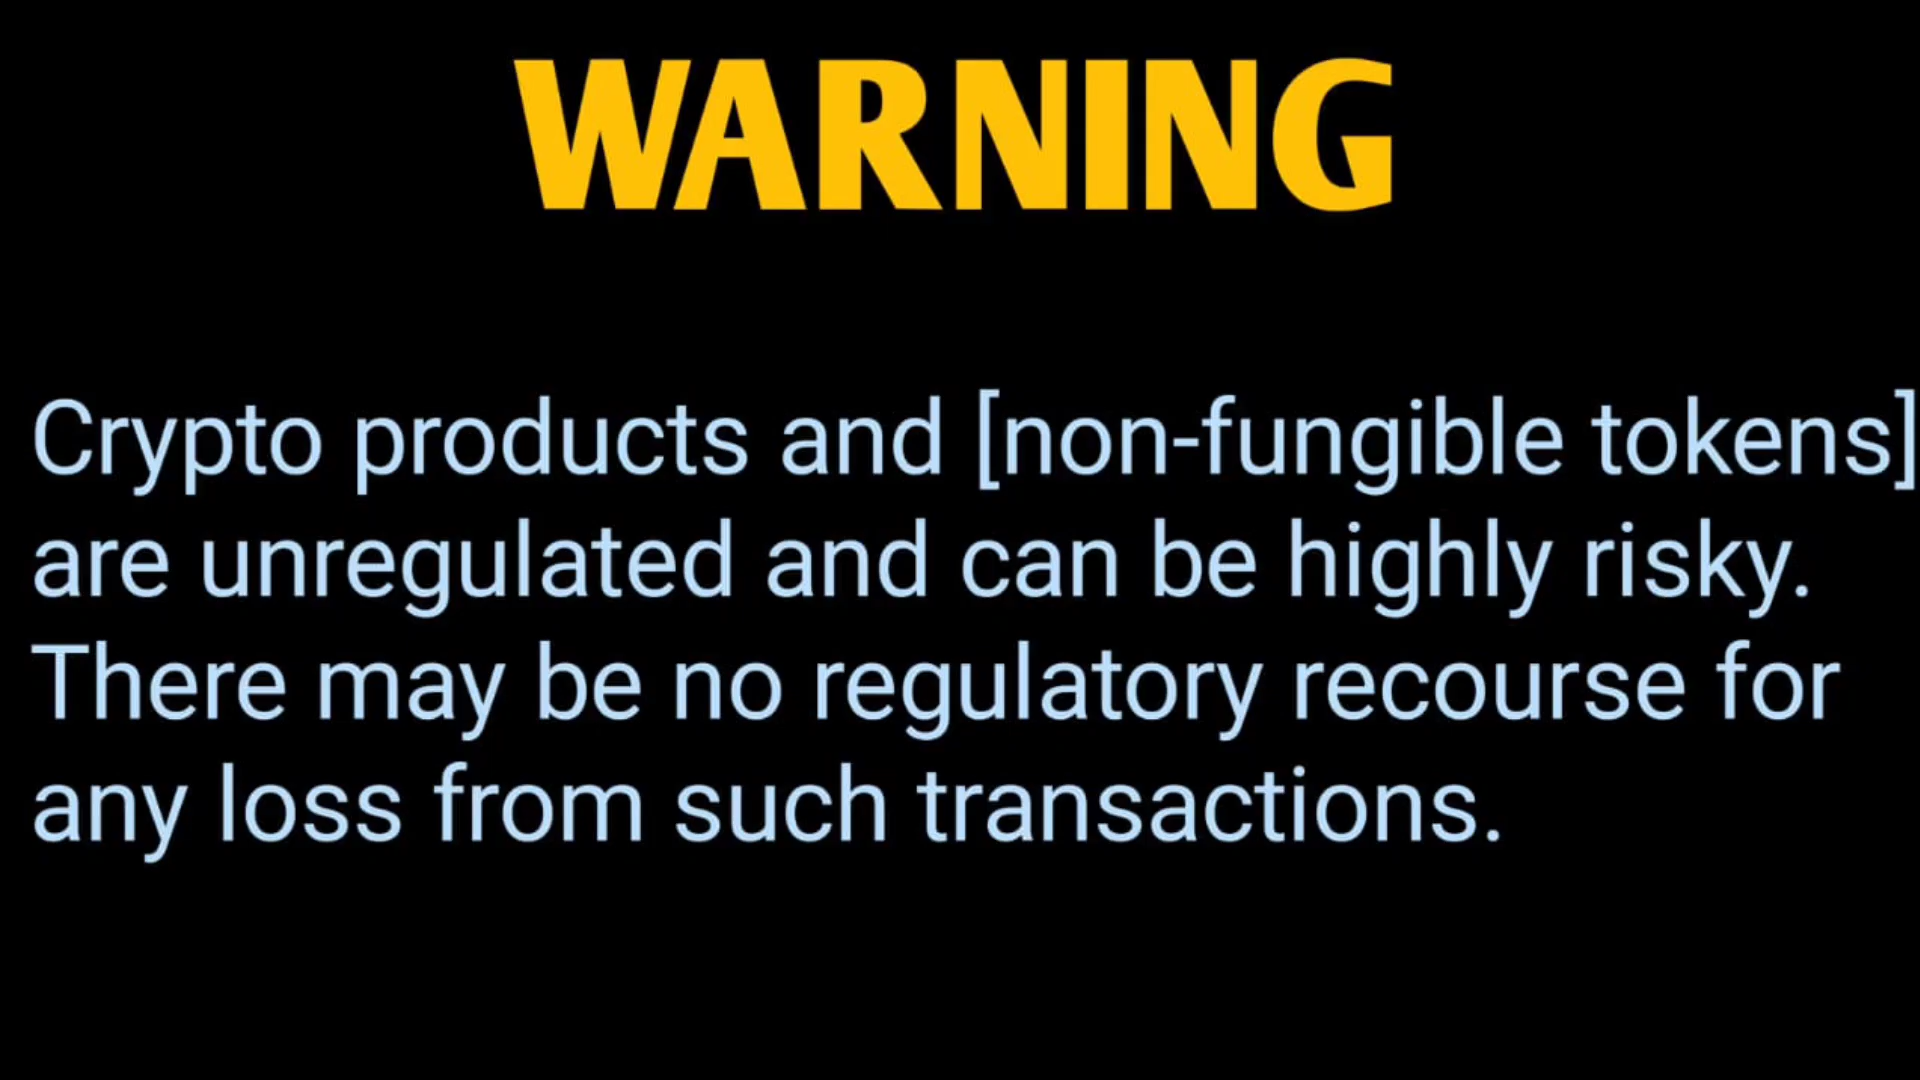 WARNING
Crypto products and [non-fungible tokens]
are unregulated and can be highly risky.
There may be no regulatory recourse for
any loss from such transactions.